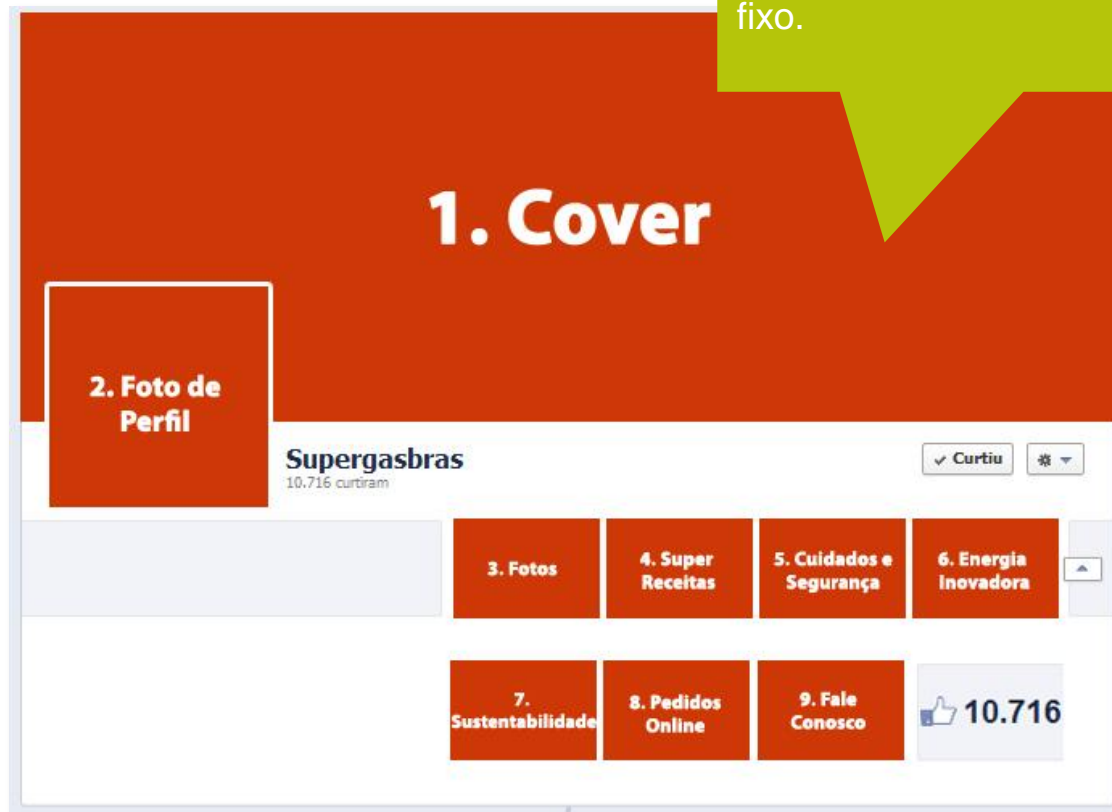 fixo.
1. Cover
2. Foto de
Perfil
Supergasbras
10.716 curtiram
Curtiu
3. Fotos
4. Super
Receitas
5. Cuidados e
Segurança
6. Energia
Inovadora
7.
Sustentabilidade
8. Pedidos
Online
9. Fale
Conosco
10.716